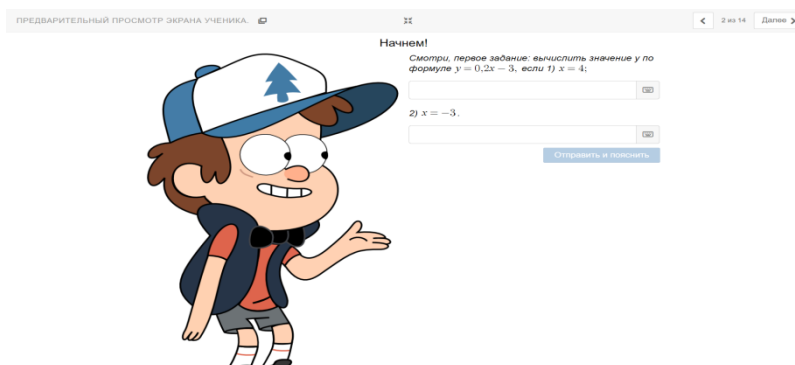 ПРЕДВАРИТЕЛЬНЫЙ ПРОСМОТР ЭКРАНА УЧЕНИКА.
2 из 14
Далее
Начнем!
Смотри, первое задание: вычислить значение y по
формуле y = 0,2x − 3, если 1) x = 4;
2) x = −3.
Отправить и пояснить